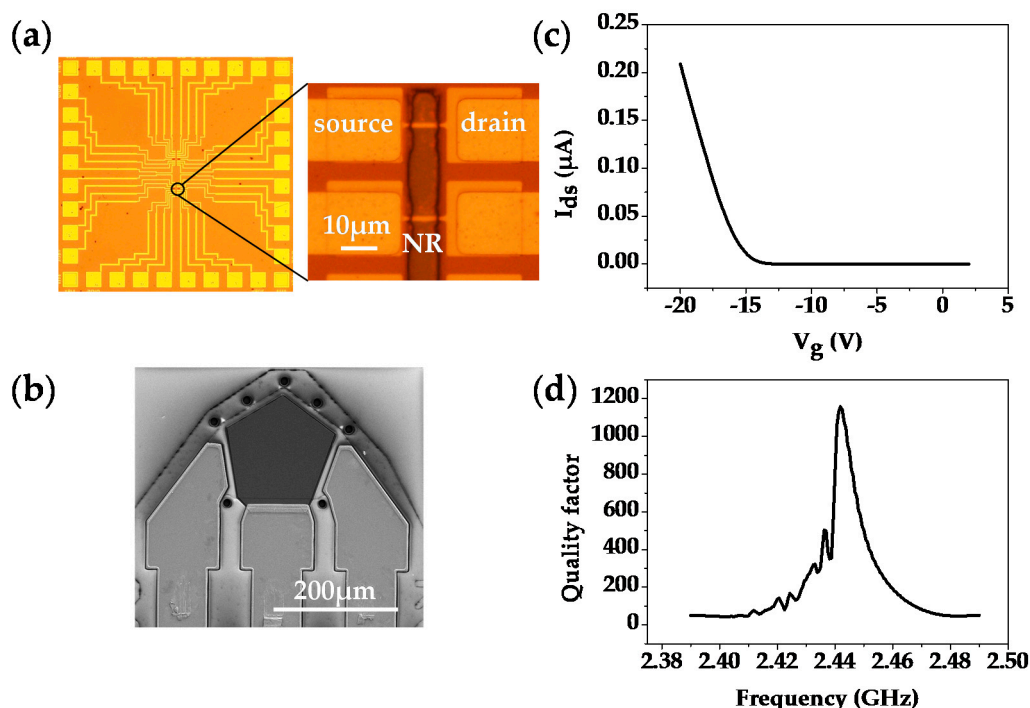 (a)
source
drain
10μm
NR
(b)
200μm
(c)
0.25
0.20
0.15
0.10
0.05
0.00
I_ds (μA)
-20
-15
-10
-5
0
5
V_g (V)
(d)
1200
1000
800
600
400
200
0
Quality factor
2.38
2.40
2.42
2.44
2.46
2.48
2.50
Frequency (GHz)